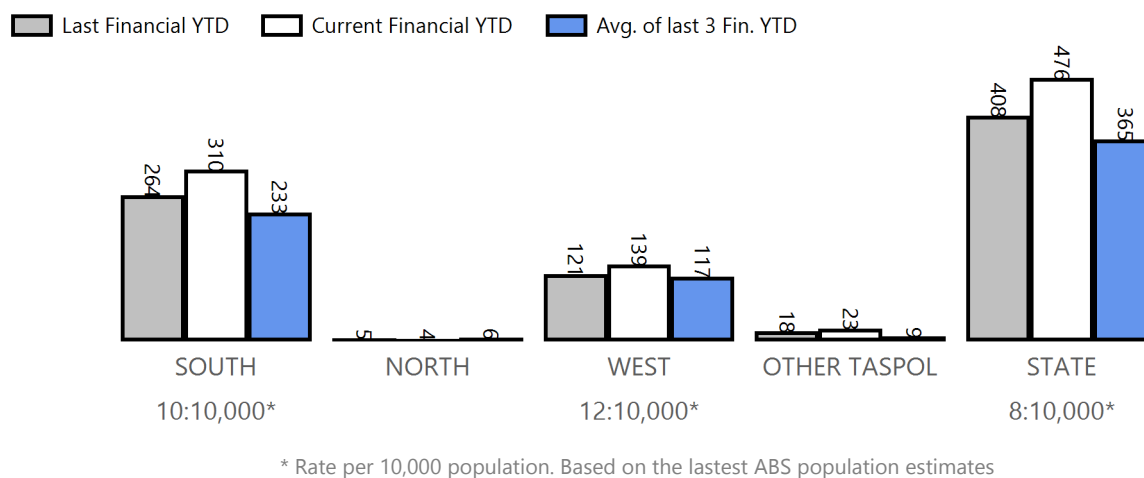 Last Financial YTD Current Financial YTD Avg. of last 3 Fin. YTD
264 310 233 5 4 6 121 139 117 18 23 9 408 476 365
SOUTH NORTH WEST OTHER TASPOL STATE
10:10,000* 12:10,000* 8:10,000*
* Rate per 10,000 population. Based on the lastest ABS population estimates